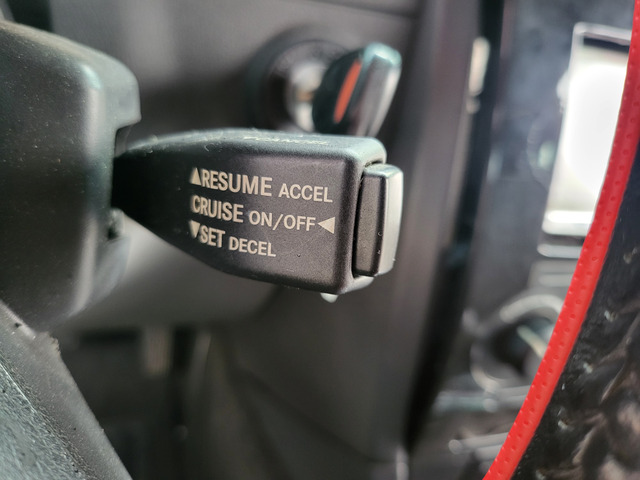 ▲RESUME ACCEL
CRUISE ON/OFF◀
▼SET DECEL